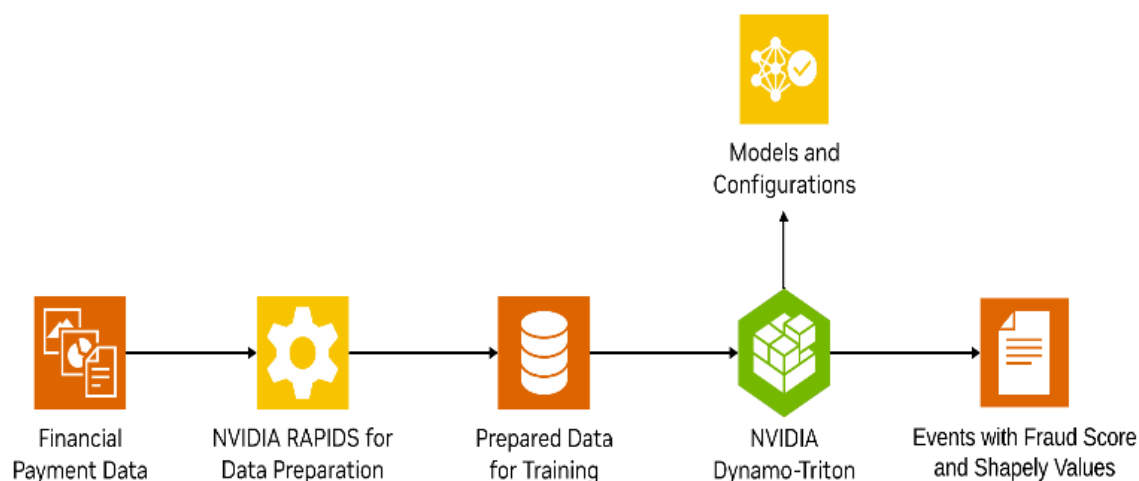 Models and
Configurations
Financial
Payment Data
NVIDIA RAPIDS for
Data Preparation
Prepared Data
for Training
NVIDIA
Dynamo-Triton
Events with Fraud Score
and Shapely Values